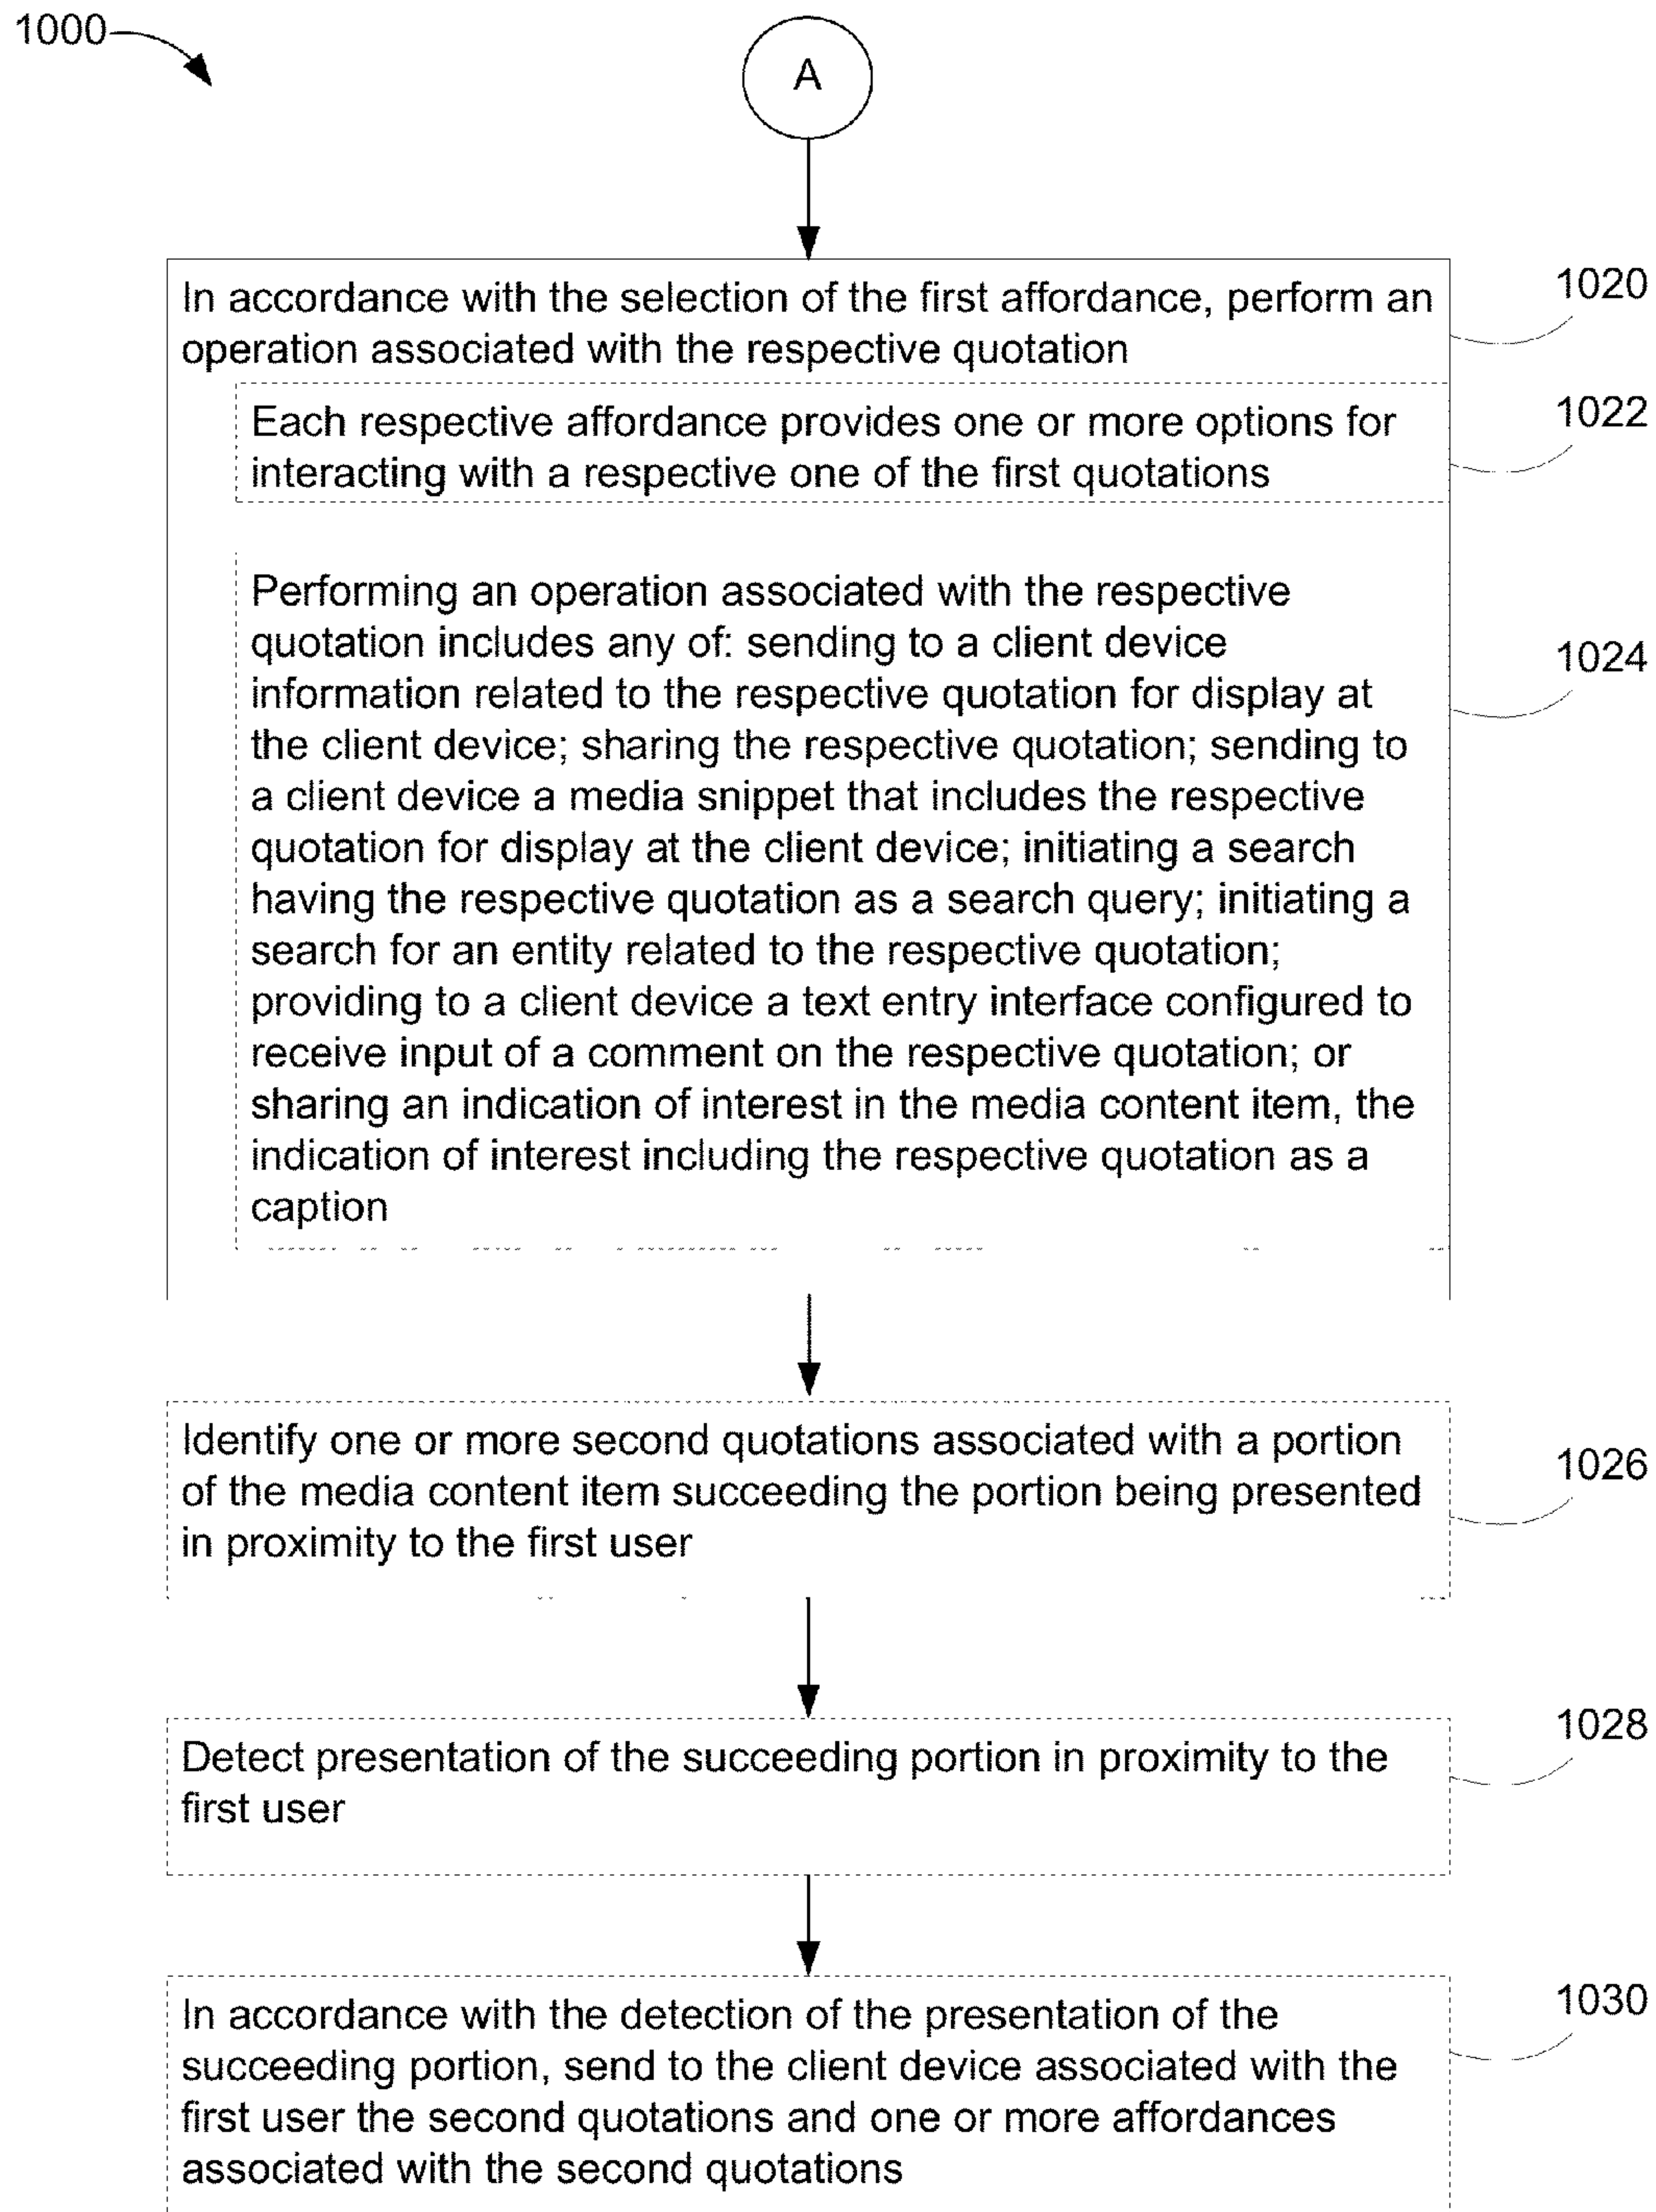 1000
A
In accordance with the selection of the first affordance, perform an
operation associated with the respective quotation
1020
Each respective affordance provides one or more options for
interacting with a respective one of the first quotations
1022
Performing an operation associated with the respective
quotation includes any of: sending to a client device
information related to the respective quotation for display at
the client device; sharing the respective quotation; sending to
a client device a media snippet that includes the respective
quotation for display at the client device; initiating a search
having the respective quotation as a search query; initiating a
search for an entity related to the respective quotation;
providing to a client device a text entry interface configured to
receive input of a comment on the respective quotation; or
sharing an indication of interest in the media content item, the
indication of interest including the respective quotation as a
caption
1024
Identify one or more second quotations associated with a portion
of the media content item succeeding the portion being presented
in proximity to the first user
1026
Detect presentation of the succeeding portion in proximity to the
first user
1028
In accordance with the detection of the presentation of the
succeeding portion, send to the client device associated with the
first user the second quotations and one or more affordances
associated with the second quotations
1030